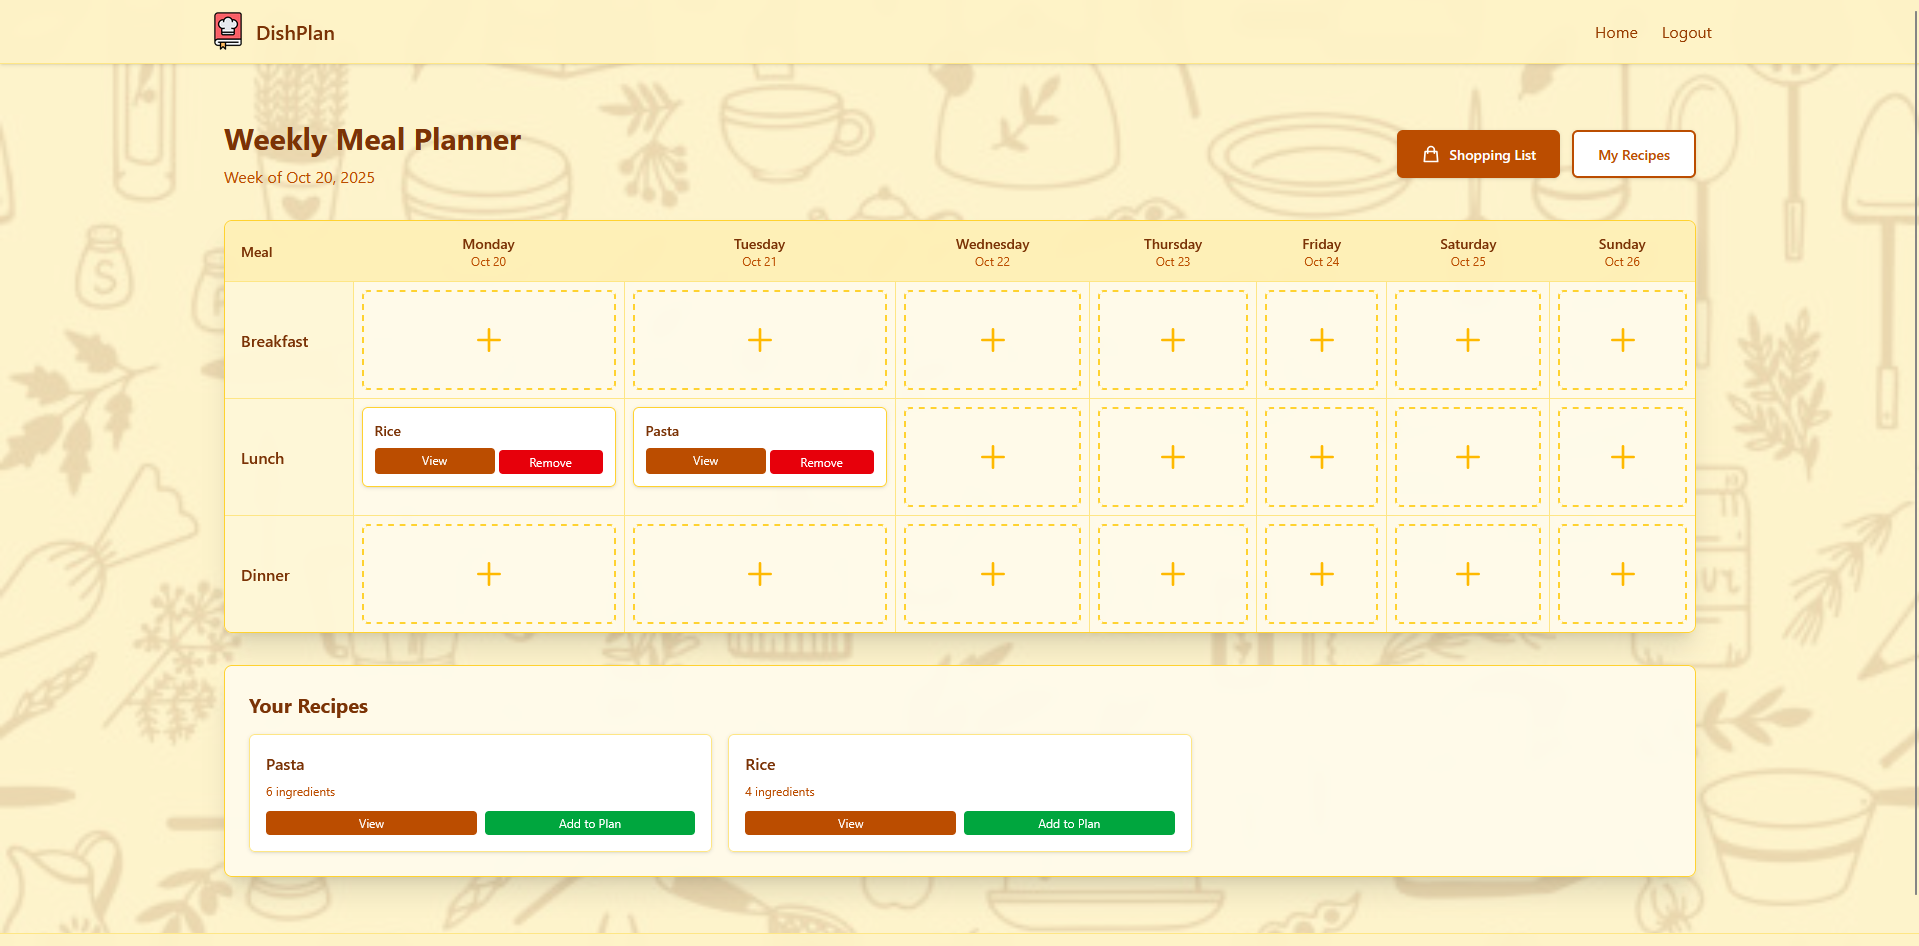 DishPlan
Home Logout
Weekly Meal Planner
Week of Oct 20, 2025
Shopping List My Recipes
Meal Monday Tuesday Wednesday Thursday Friday Saturday Sunday
Oct 20 Oct 21 Oct 22 Oct 23 Oct 24 Oct 25 Oct 26
Breakfast
Lunch
Rice Pasta
View Remove View Remove
Dinner
Your Recipes
Pasta Rice
6 ingredients 4 ingredients
View Add to Plan View Add to Plan